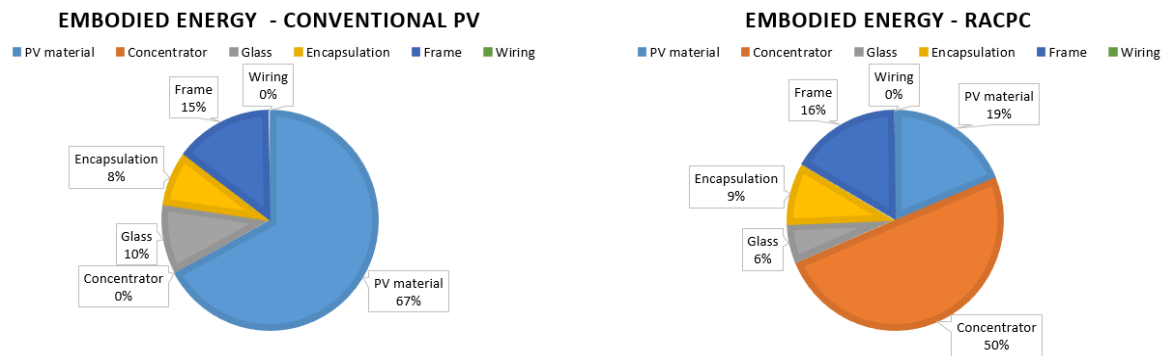 EMBODIED ENERGY - CONVENTIONAL PV
PV material Concentrator Glass Encapsulation Frame Wiring
Wiring
0%
Frame
15%
Encapsulation
8%
Glass
10%
Concentrator
0%
PV material
67%
EMBODIED ENERGY - RACPC
PV material Concentrator Glass Encapsulation Frame Wiring
Wiring
0%
Frame
16%
PV material
19%
Encapsulation
9%
Glass
6%
Concentrator
50%